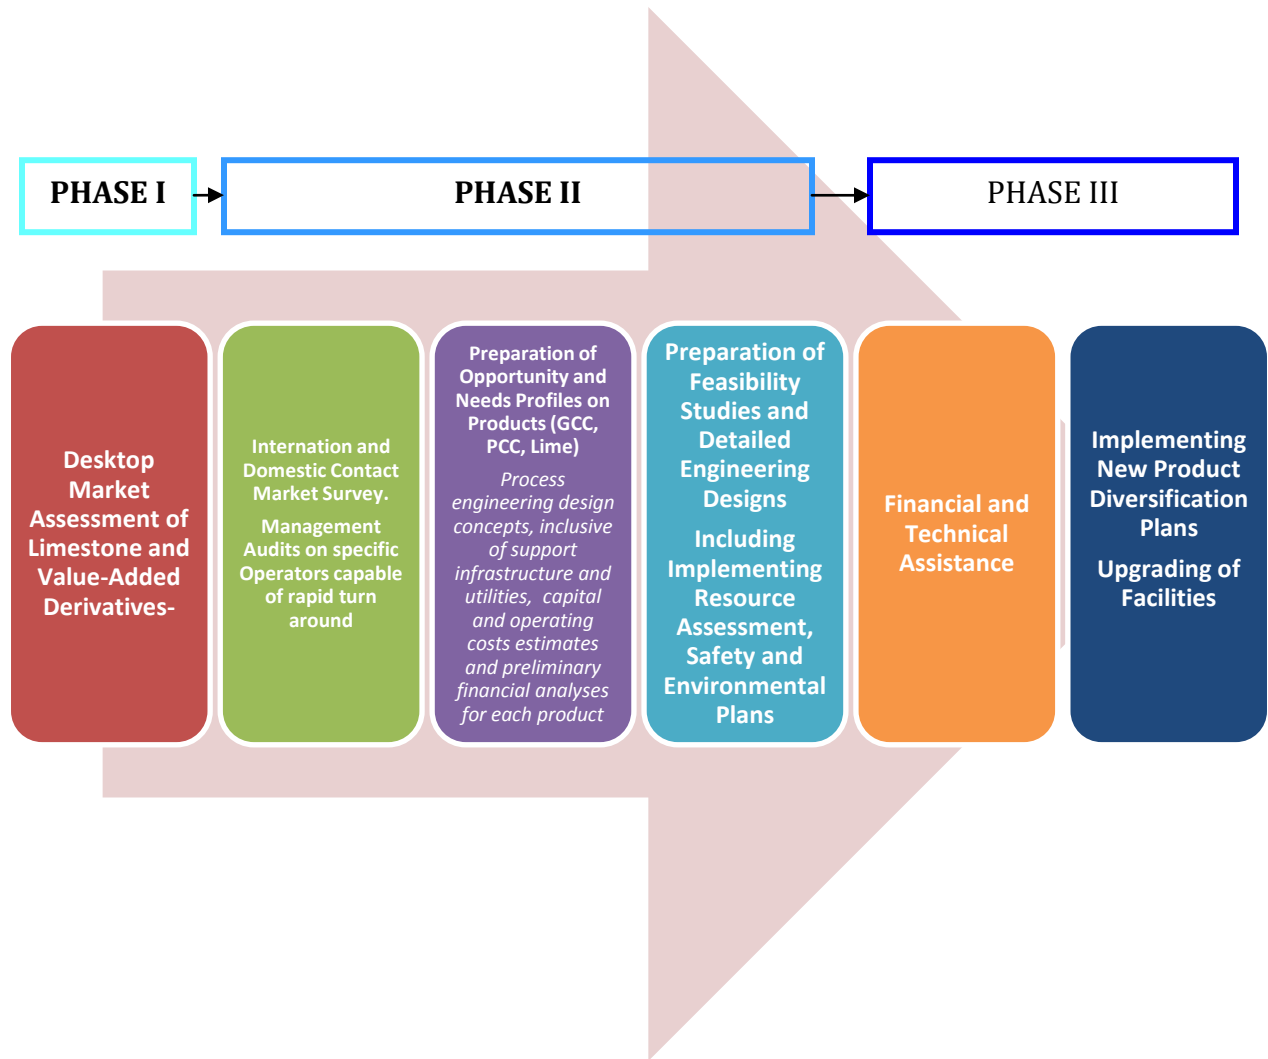 PHASE I
PHASE II
PHASE III
Desktop
Market
Assessment of
Limestone and
Value-Added
Derivatives-
Internation and
Domestic Contact
Market Survey.
Management
Audits on specific
Operators capable
of rapid turn
around
Preparation of
Opportunity and
Needs Profiles on
Products (GCC,
PCC, Lime)
Process
engineering design
concepts, inclusive
of support
infrastructure and
utilities, capital
and operating
costs estimates
and preliminary
financial analyses
for each product
Preparation of
Feasibility
Studies and
Detailed
Engineering
Designs
Including
Implementing
Resource
Assessment,
Safety and
Environmental
Plans
Financial and
Technical
Assistance
Implementing
New Product
Diversification
Plans
Upgrading of
Facilities